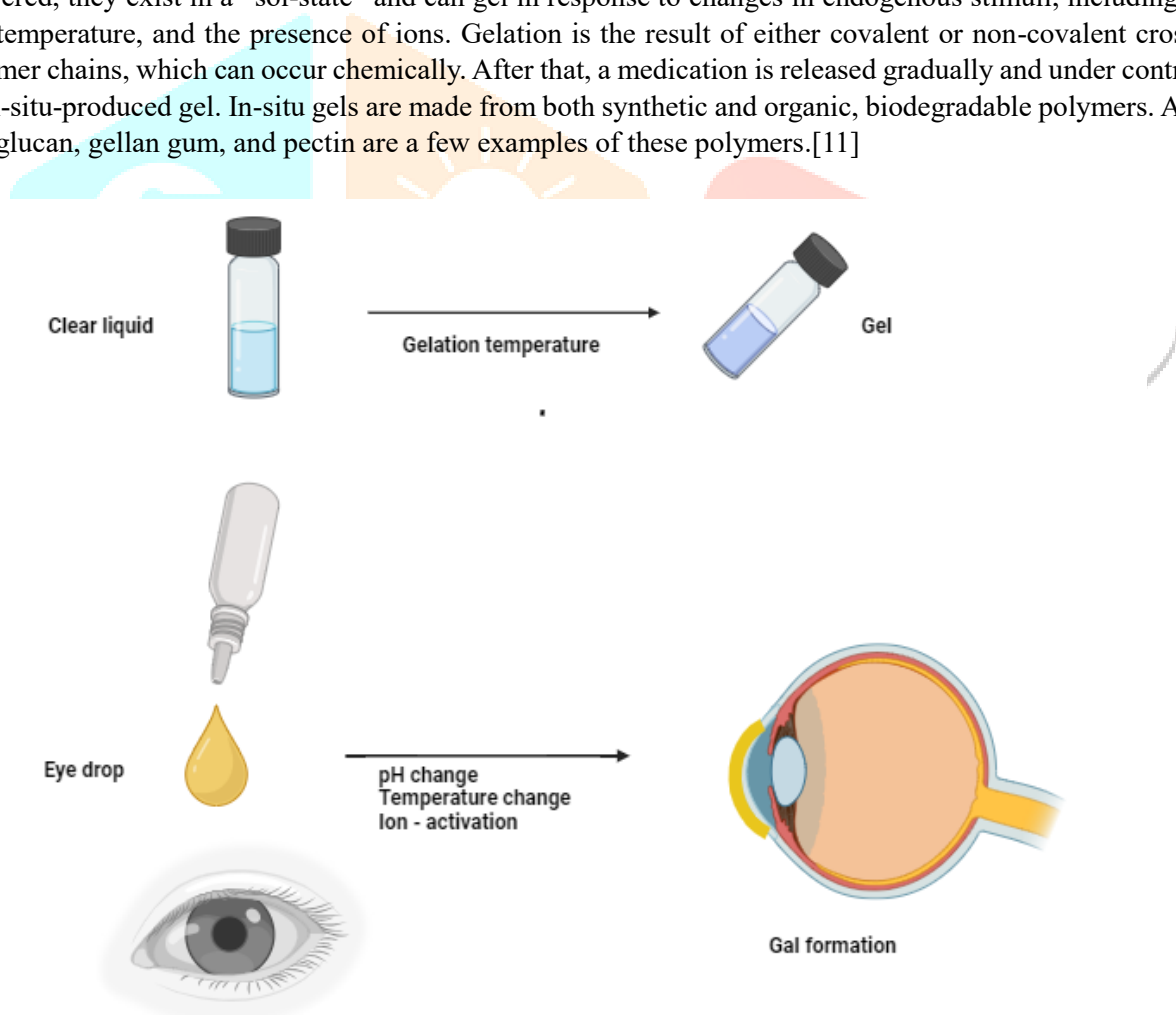 they exist in a "sol-state" and can gel in response to changes in endogenous stimuli, including
temperature, and the presence of ions. Gelation is the result of either covalent or non-covalent
mer chains, which can occur chemically. After that, a medication is released gradually and under
-situ-produced gel. In-situ gels are made from both synthetic and organic, biodegradable polymers. A
glucan, gellan gum, and pectin are a few examples of these polymers.[11]
Clear liquid
Gelation temperature
Gel
Eye drop
pH change
Temperature change
Ion - activation
Gal formation